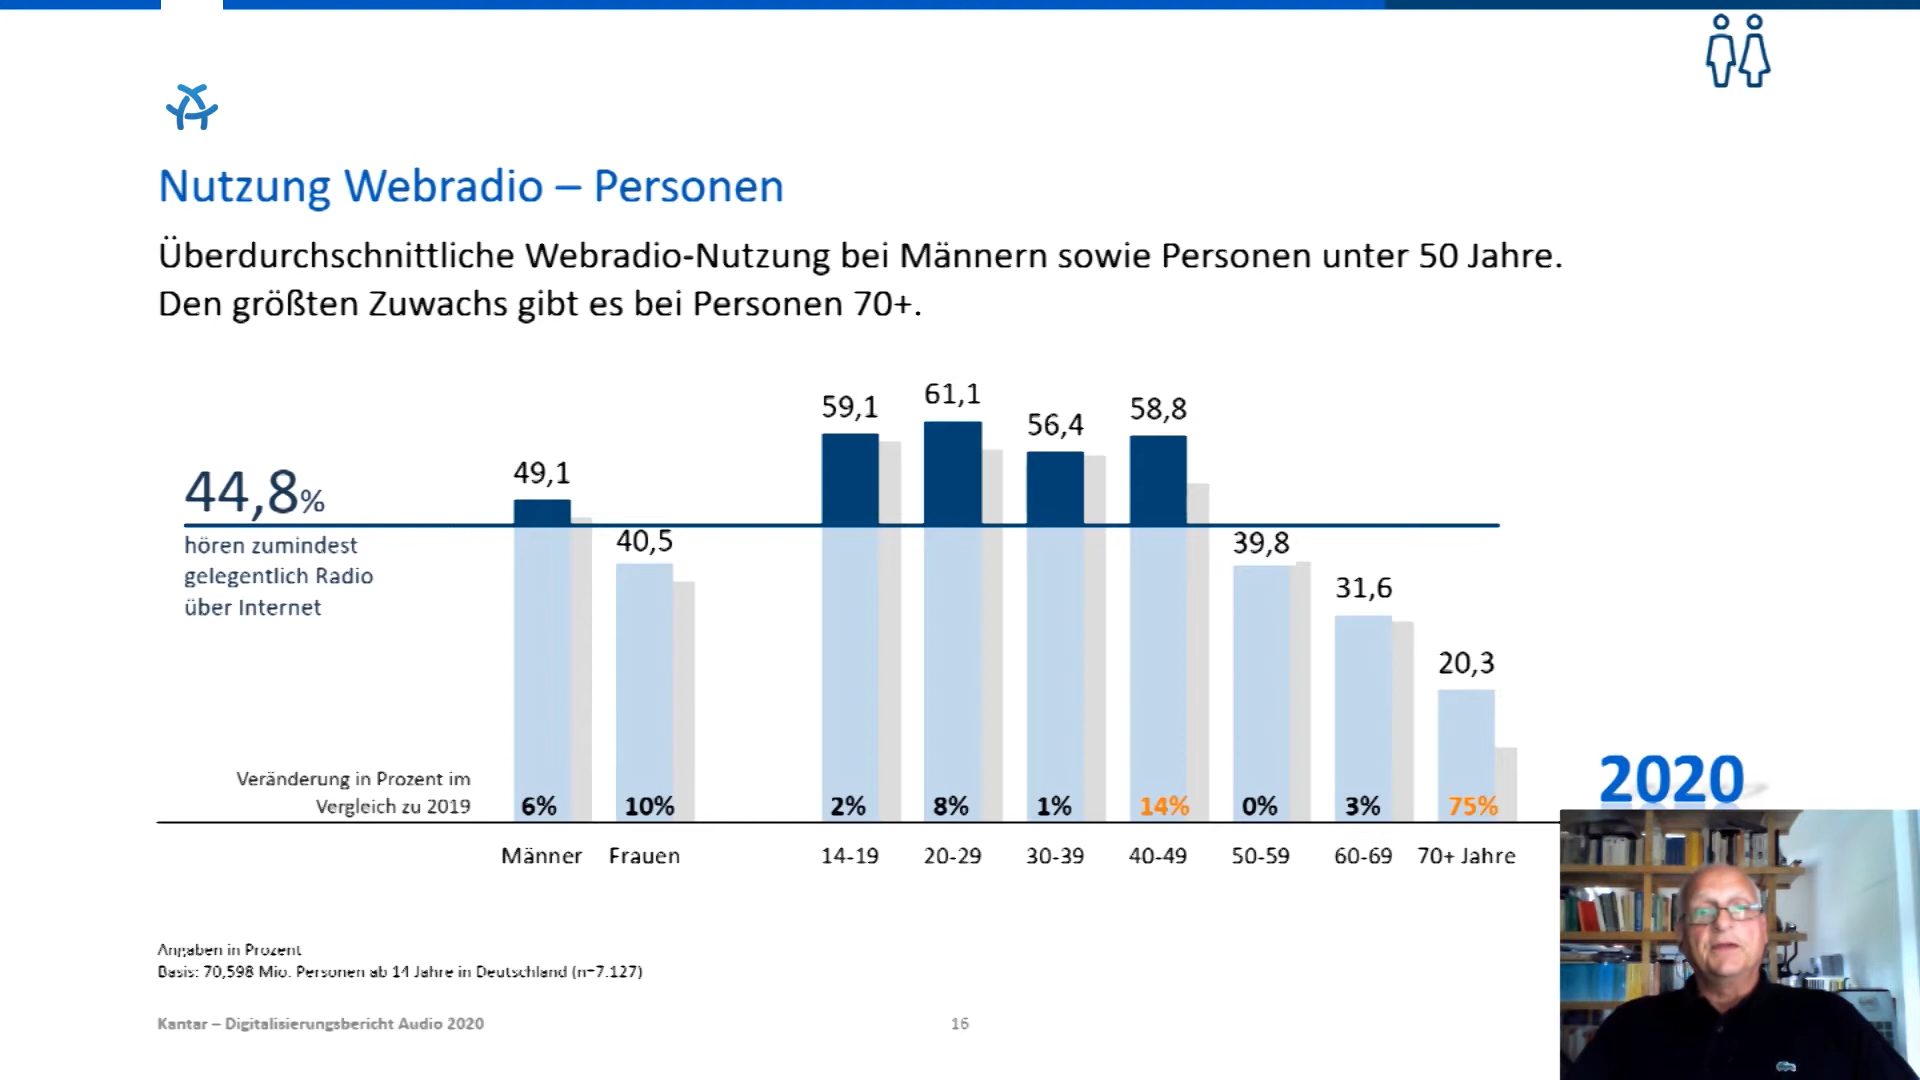 Nutzung Webradio – Personen
Überdurchschnittliche Webradio-Nutzung bei Männern sowie Personen unter 50 Jahre.
Den größten Zuwachs gibt es bei Personen 70+.
44,8%
hören zumindest
gelegentlich Radio
über Internet
49,1
40,5
59,1
61,1
56,4
58,8
39,8
31,6
20,3
Veränderung in Prozent im
Vergleich zu 2019
6% 10% 2% 8% 1% 14% 0% 3% 75%
2020
Männer Frauen 14-19 20-29 30-39 40-49 50-59 60-69 70+ Jahre
Angaben in Prozent
Basis: 70,598 Mio. Personen ab 14 Jahre in Deutschland (n=7.127)
Kantar – Digitalisierungsbericht Audio 2020
16